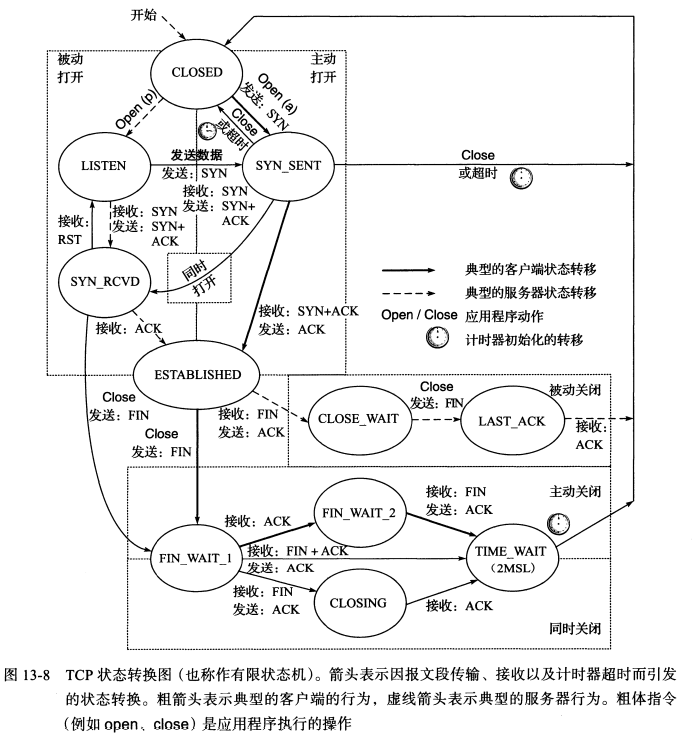 开始
被动
打开
主动
打开
CLOSED
Open (p)
Open (a)
发送：SYN
Close
或超时
LISTEN
发送数据
发送：SYN
SYN_SENT
Close
或超时
接收：
RST
接收：SYN
发送：SYN+
ACK
接收：SYN
发送：SYN+
ACK
SYN_RCVD
同时
打开
典型的客户端状态转移
典型的服务器状态转移
Open / Close 应用程序动作
计时器初始化的转移
接收：ACK
接收：SYN+ACK
发送：ACK
ESTABLISHED
Close
发送：FIN
Close
发送：FIN
接收：FIN
发送：ACK
CLOSE_WAIT
Close
发送：FIN
LAST_ACK
被动关闭
接收：
ACK
主动关闭
FIN_WAIT_1
接收：ACK
FIN_WAIT_2
接收：FIN
发送：ACK
接收：FIN + ACK
发送：ACK
TIME_WAIT
（2MSL）
接收：FIN
发送：ACK
CLOSING
接收：ACK
同时关闭
图 13-8 TCP 状态转换图（也称作有限状态机）。箭头表示因报文段传输、接收以及计时器超时而引发
的状态转换。粗箭头表示典型的客户端的行为，虚线箭头表示典型的服务器行为。粗体指令
（例如 open、close）是应用程序执行的操作